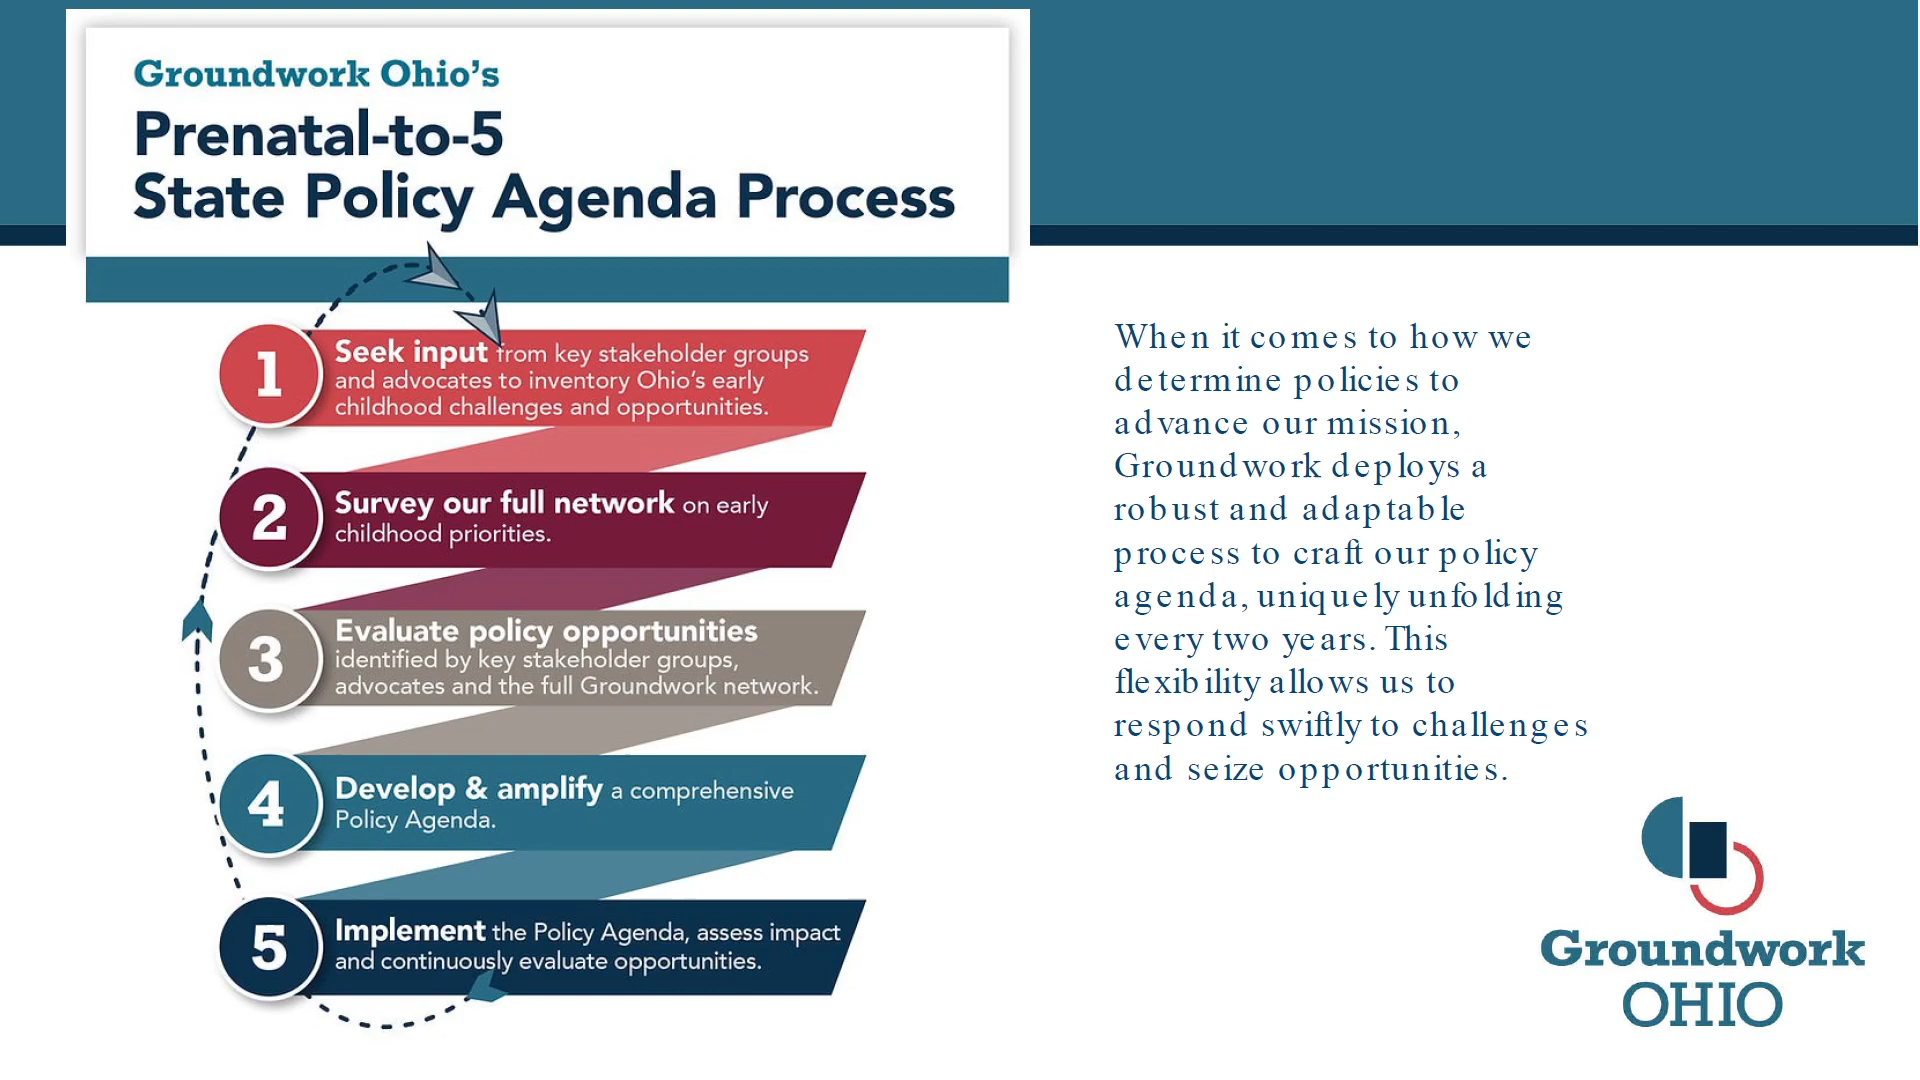 Groundwork Ohio's
Prenatal-to-5
State Policy Agenda Process
1
Seek input from key stakeholder groups
and advocates to inventory Ohio's early
childhood challenges and opportunities.
2
Survey our full network on early
childhood priorities.
3
Evaluate policy opportunities
identified by key stakeholder groups,
advocates and the full Groundwork network.
4
Develop & amplify a comprehensive
Policy Agenda.
5
Implement the Policy Agenda, assess impact
and continuously evaluate opportunities.
When it comes to how we
determine policies to
advance our mission,
Groundwork deploys a
robust and adaptable
process to craft our policy
agenda, uniquely unfolding
every two years. This
flexibility allows us to
respond swiftly to challenges
and seize opportunities.
Groundwork
OHIO